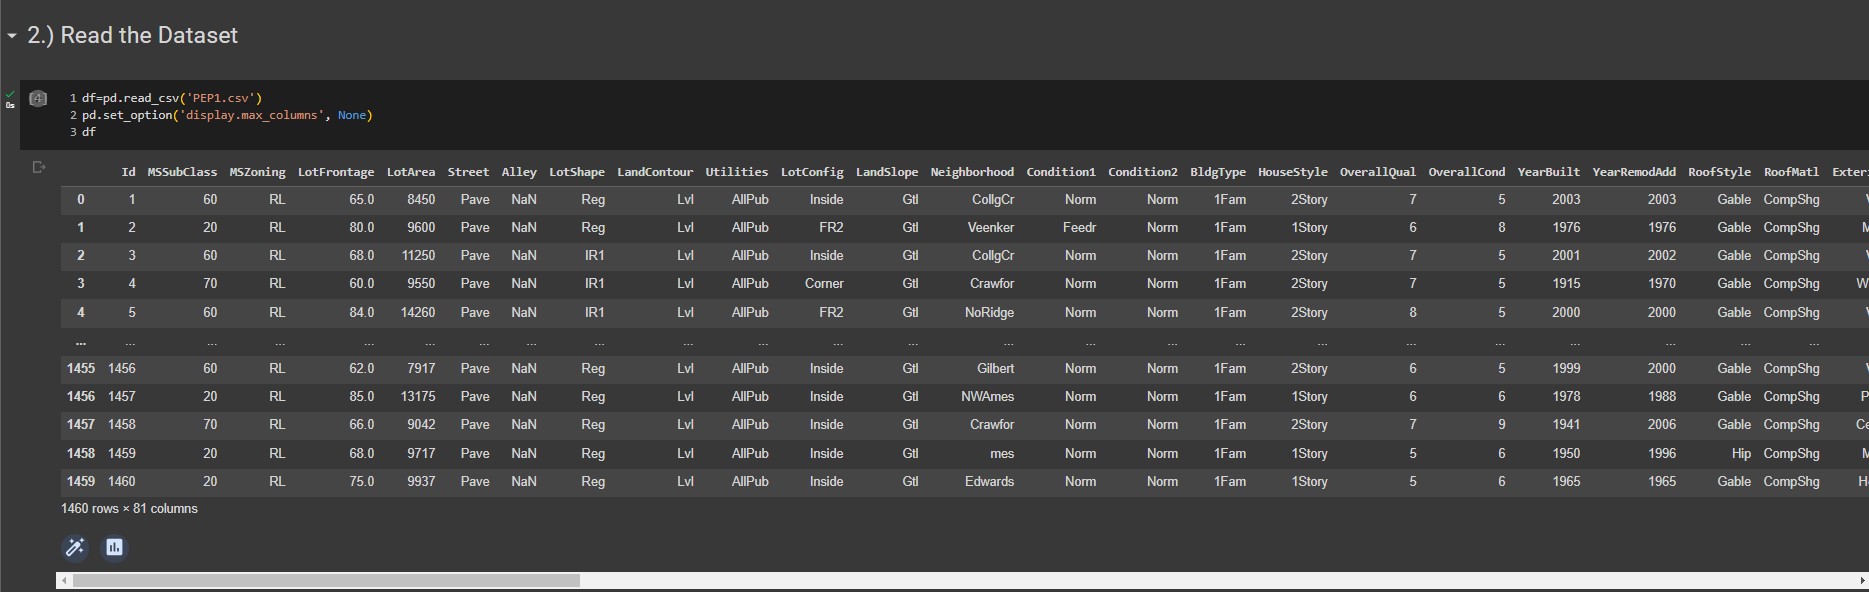 2.) Read the Dataset
0s
[4]
1 df=pd.read_csv('PEP1.csv')
2 pd.set_option('display.max_columns', None)
3 df
Id MSSubClass MSZoning LotFrontage LotArea Street Alley LotShape LandContour Utilities LotConfig LandSlope Neighborhood Condition1 Condition2 BldgType HouseStyle OverallQual OverallCond YearBuilt YearRemodAdd RoofStyle RoofMatl Exteri
0 1 60 RL 65.0 8450 Pave NaN Reg Lvl AllPub Inside Gtl CollgCr Norm Norm 1Fam 2Story 7 5 2003 2003 Gable CompShg
1 2 20 RL 80.0 9600 Pave NaN Reg Lvl AllPub FR2 Gtl Veenker Feedr Norm 1Fam 1Story 6 8 1976 1976 Gable CompShg M
2 3 60 RL 68.0 11250 Pave NaN IR1 Lvl AllPub Inside Gtl CollgCr Norm Norm 1Fam 2Story 7 5 2001 2002 Gable CompShg
3 4 70 RL 60.0 9550 Pave NaN IR1 Lvl AllPub Corner Gtl Crawfor Norm Norm 1Fam 2Story 7 5 1915 1970 Gable CompShg W
4 5 60 RL 84.0 14260 Pave NaN IR1 Lvl AllPub FR2 Gtl NoRidge Norm Norm 1Fam 2Story 8 5 2000 2000 Gable CompShg
... ... ... ... ... ... ... ... ... ... ... ... ... ... ... ... ... ... ... ... ... ... ... ...
1455 1456 60 RL 62.0 7917 Pave NaN Reg Lvl AllPub Inside Gtl Gilbert Norm Norm 1Fam 2Story 6 5 1999 2000 Gable CompShg
1456 1457 20 RL 85.0 13175 Pave NaN Reg Lvl AllPub Inside Gtl NWAmes Norm Norm 1Fam 1Story 6 6 1978 1988 Gable CompShg P
1457 1458 70 RL 66.0 9042 Pave NaN Reg Lvl AllPub Inside Gtl Crawfor Norm Norm 1Fam 2Story 7 9 1941 2006 Gable CompShg Ce
1458 1459 20 RL 68.0 9717 Pave NaN Reg Lvl AllPub Inside Gtl mes Norm Norm 1Fam 1Story 5 6 1950 1996 Hip CompShg M
1459 1460 20 RL 75.0 9937 Pave NaN Reg Lvl AllPub Inside Gtl Edwards Norm Norm 1Fam 1Story 5 6 1965 1965 Gable CompShg H
1460 rows × 81 columns